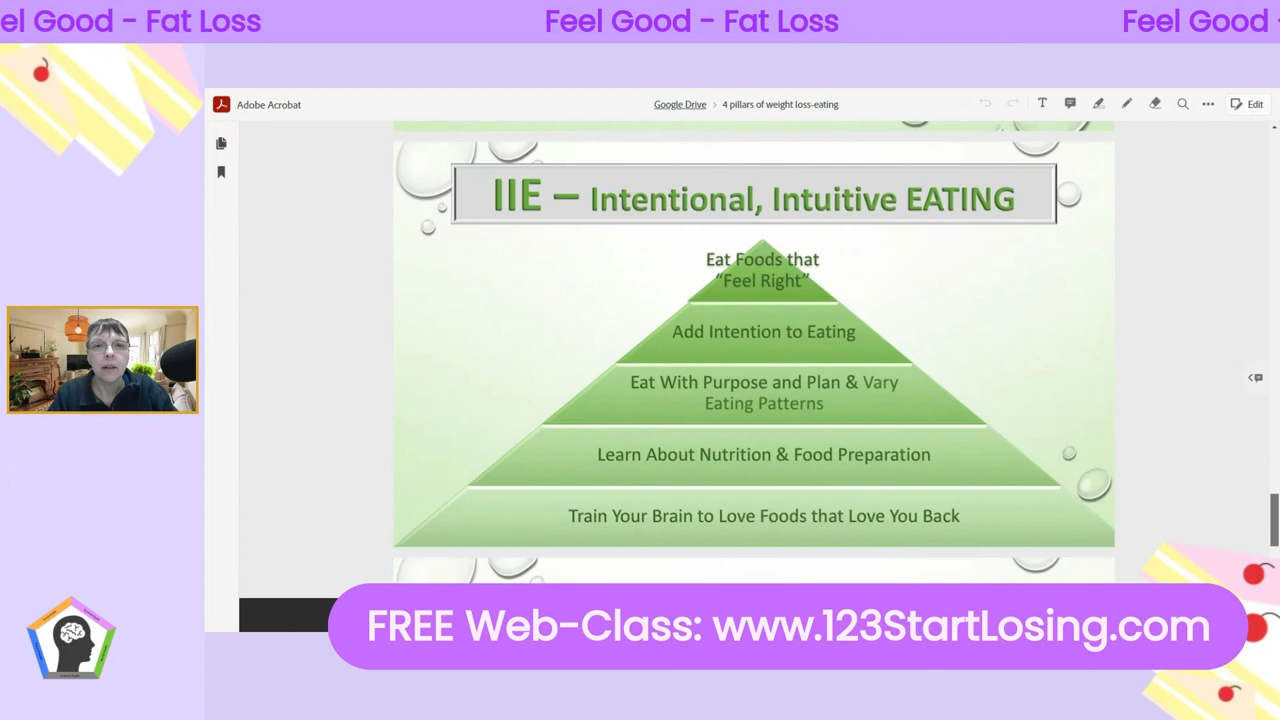 el Good - Fat Loss
Feel Good - Fat Loss
Feel Good -
Adobe Acrobat
Google Drive > 4 pillars of weight loss-eating
Edit
IIE – Intentional, Intuitive EATING
Eat Foods that
“Feel Right”
Add Intention to Eating
Eat With Purpose and Plan & Vary
Eating Patterns
Learn About Nutrition & Food Preparation
Train Your Brain to Love Foods that Love You Back
FREE Web-Class: www.123StartLosing.com